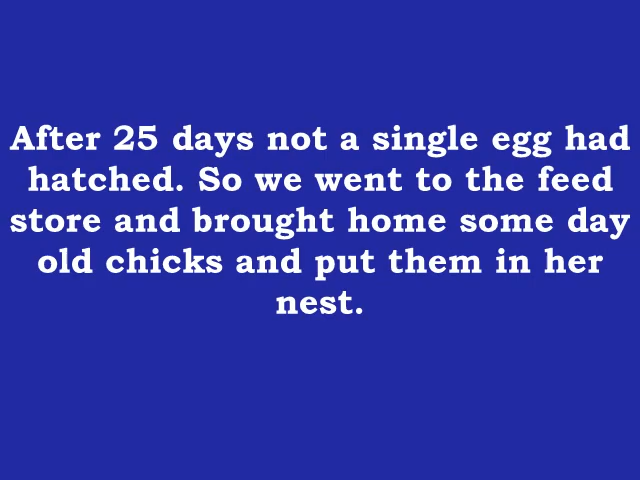 After 25 days not a single egg had
hatched. So we went to the feed
store and brought home some day
old chicks and put them in her
nest.